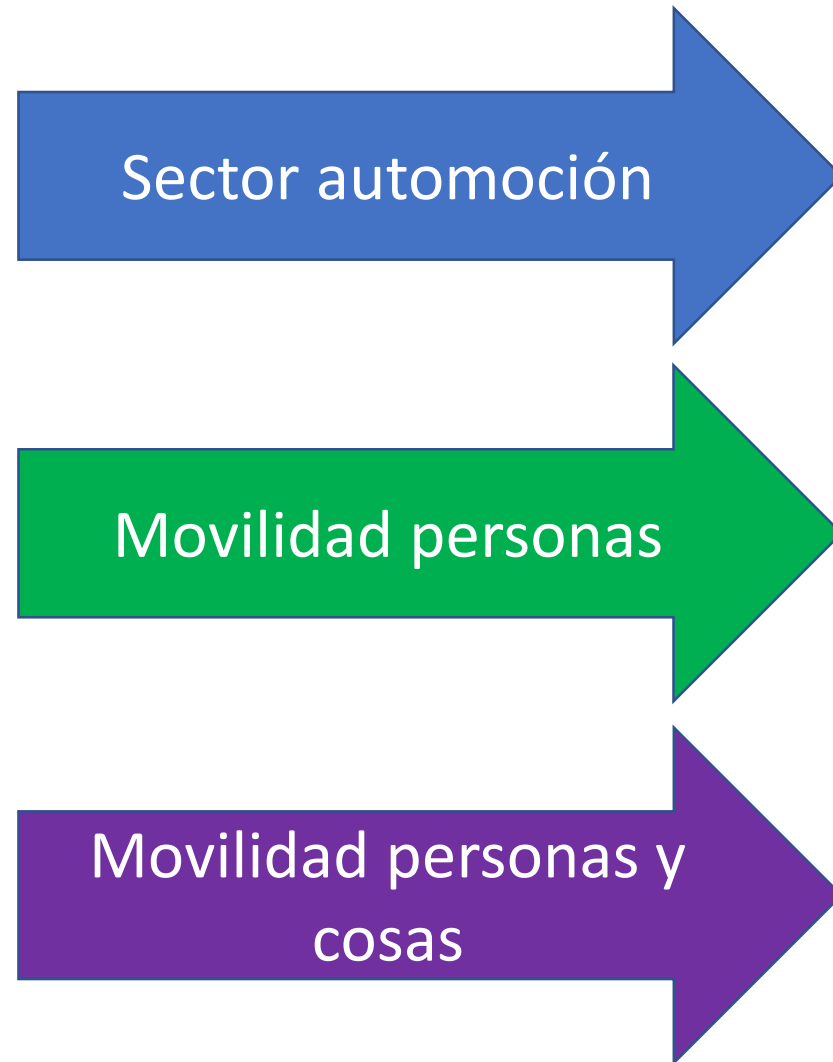 Sector automoción
Movilidad personas
Movilidad personas y
cosas